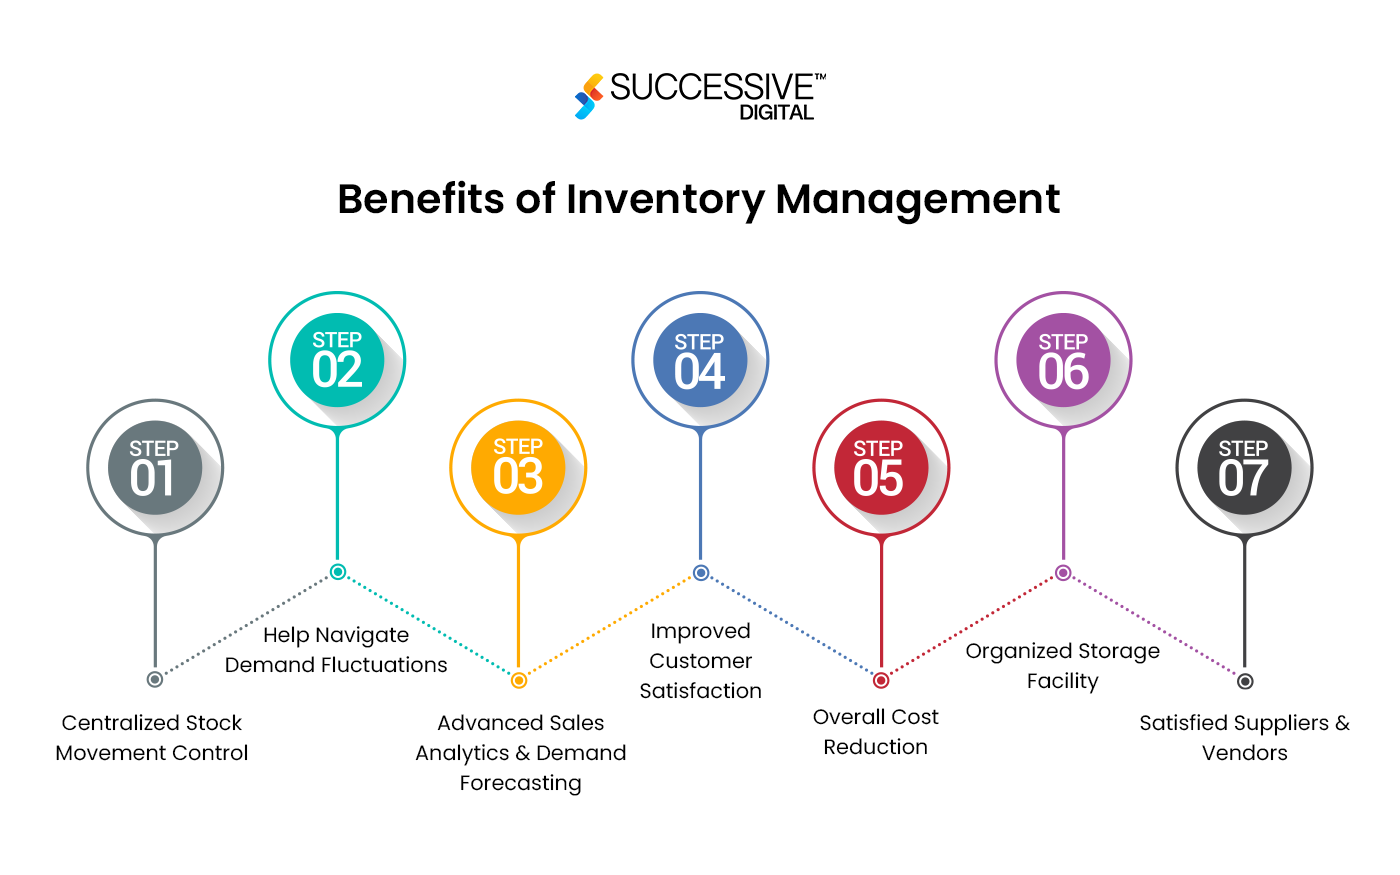 SUCCESSIVE™
DIGITAL
Benefits of Inventory Management
STEP
01
Centralized Stock
Movement Control
STEP
02
Help Navigate
Demand Fluctuations
STEP
03
Advanced Sales
Analytics & Demand
Forecasting
STEP
04
Improved
Customer
Satisfaction
STEP
05
Overall Cost
Reduction
STEP
06
Organized Storage
Facility
STEP
07
Satisfied Suppliers &
Vendors